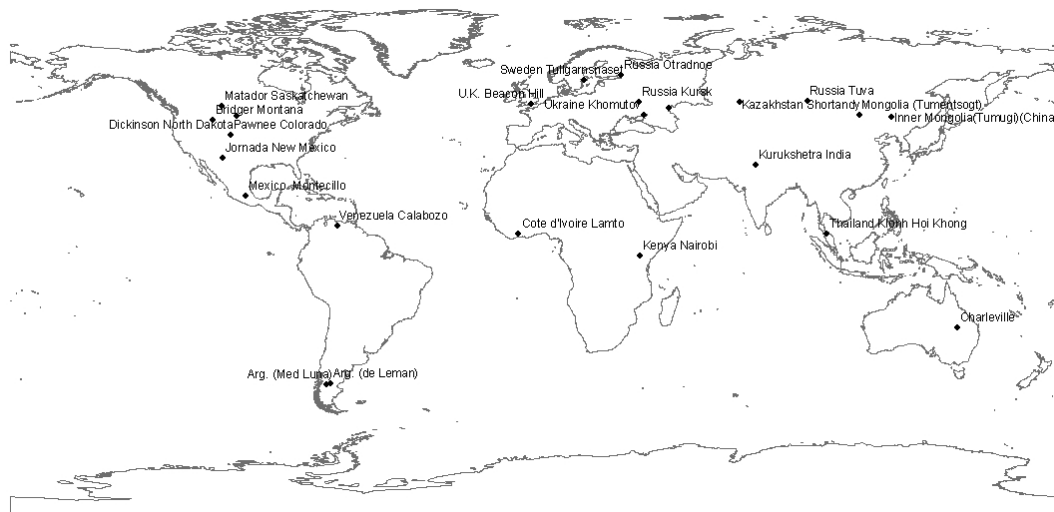 Sweden Tullgarnsnaset
Russia Otradnoe
U.K. Beacon Hill
Russia Kursk
Russia Tuva
Matador Saskatchewan
Ukraine Khomutov
Kazakhstan Shortandy
Mongolia (Tumentsogt)
Bridger Montana
Inner Mongolia(Tumugi)(China
Dickinson North Dakota
Pawnee Colorado
Jornada New Mexico
Kurukshetra India
Mexico, Montecillo
Venezuela Calabozo
Cote d'Ivoire Lamto
Thailand Klonh Hoi Khong
Kenya Nairobi
Charleville
Arg. (Med Luna)
Arg. (de Leman)